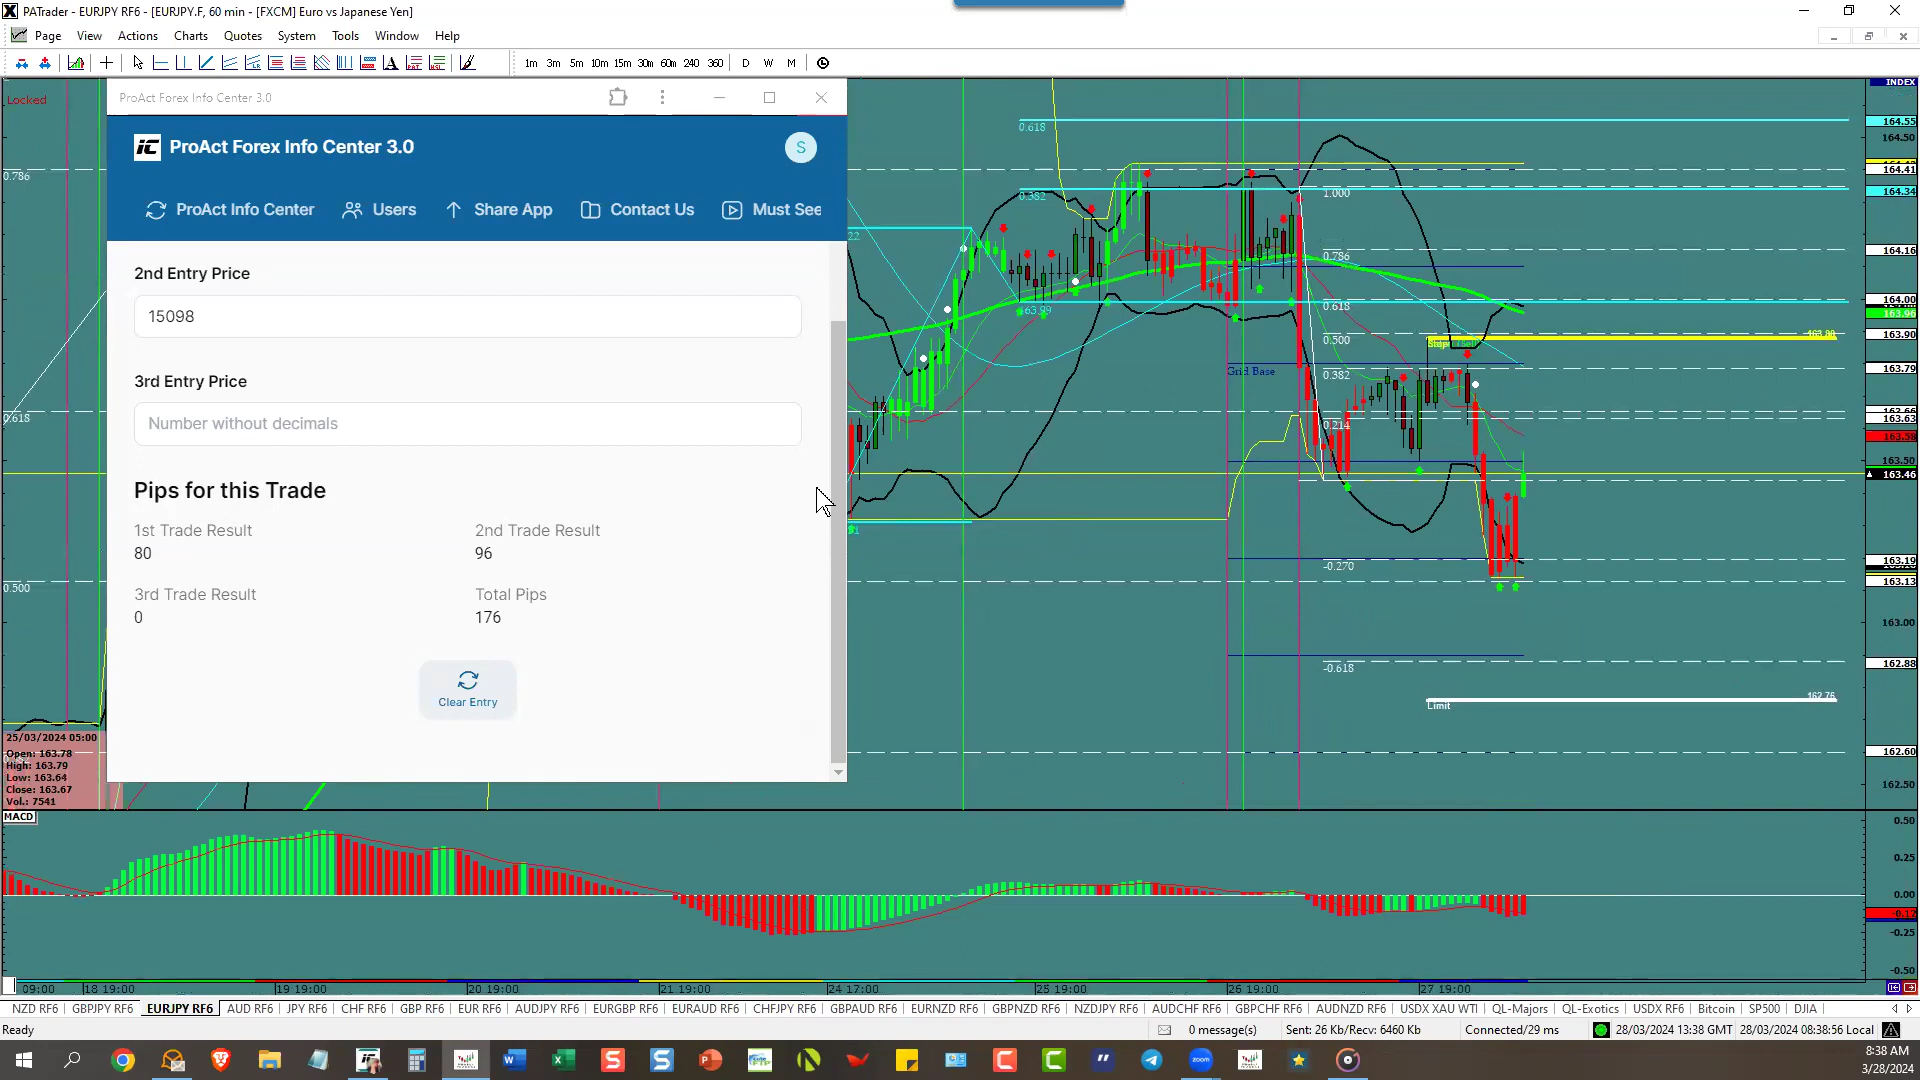 PATrader - EURJPY RF6 - [EURJPY.F, 60 min - [FXCM] Euro vs Japanese Yen]
Page View Actions Charts Quotes System Tools Window Help
1m 3m 5m 10m 15m 30m 60m 240 360 D W M
Locked
0.786
0.618
0.500
ProAct Forex Info Center 3.0
iC ProAct Forex Info Center 3.0 S
ProAct Info Center Users Share App Contact Us Must See
2nd Entry Price
15098
3rd Entry Price
Number without decimals
Pips for this Trade
1st Trade Result 2nd Trade Result
80 96
3rd Trade Result Total Pips
0 176
Clear Entry
25/03/2024 05:00
Open: 163.78
High: 163.79
Low: 163.64
Close: 163.67
Vol.: 7541
0.618
0.382
163.99
1.000
0.786
0.618
0.500
0.382
0.214
-0.270
-0.618
Grid Base
Limit
162.76
INDEX
164.55
164.50
164.41
164.34
164.16
164.00
163.96
163.90
163.79
163.63
163.58
163.50
163.46
163.19
163.13
163.00
162.88
162.60
162.50
MACD
0.50
0.25
0.00
-0.12
-0.25
-0.50
09:00 18 19:00 19 19:00 20 19:00 21 19:00 24 17:00 25 19:00 26 19:00 27 19:00
NZD RF6 GBPJPY RF6 EURJPY RF6 AUD RF6 JPY RF6 CHF RF6 GBP RF6 EUR RF6 AUDJPY RF6 EURGBP RF6 EURAUD RF6 CHFJPY RF6 GBPAUD RF6 EURNZD RF6 GBPNZD RF6 NZDJPY RF6 AUDCHF RF6 GBPCHF RF6 AUDNZD RF6 USDX XAU WTI QL-Majors QL-Exotics USDX RF6 Bitcoin SP500 DJIA
Ready 0 message(s) Sent: 26 Kb/Recv: 6460 Kb Connected/29 ms 28/03/2024 13:38 GMT 28/03/2024 08:38:56 Local
8:38 AM
3/28/2024